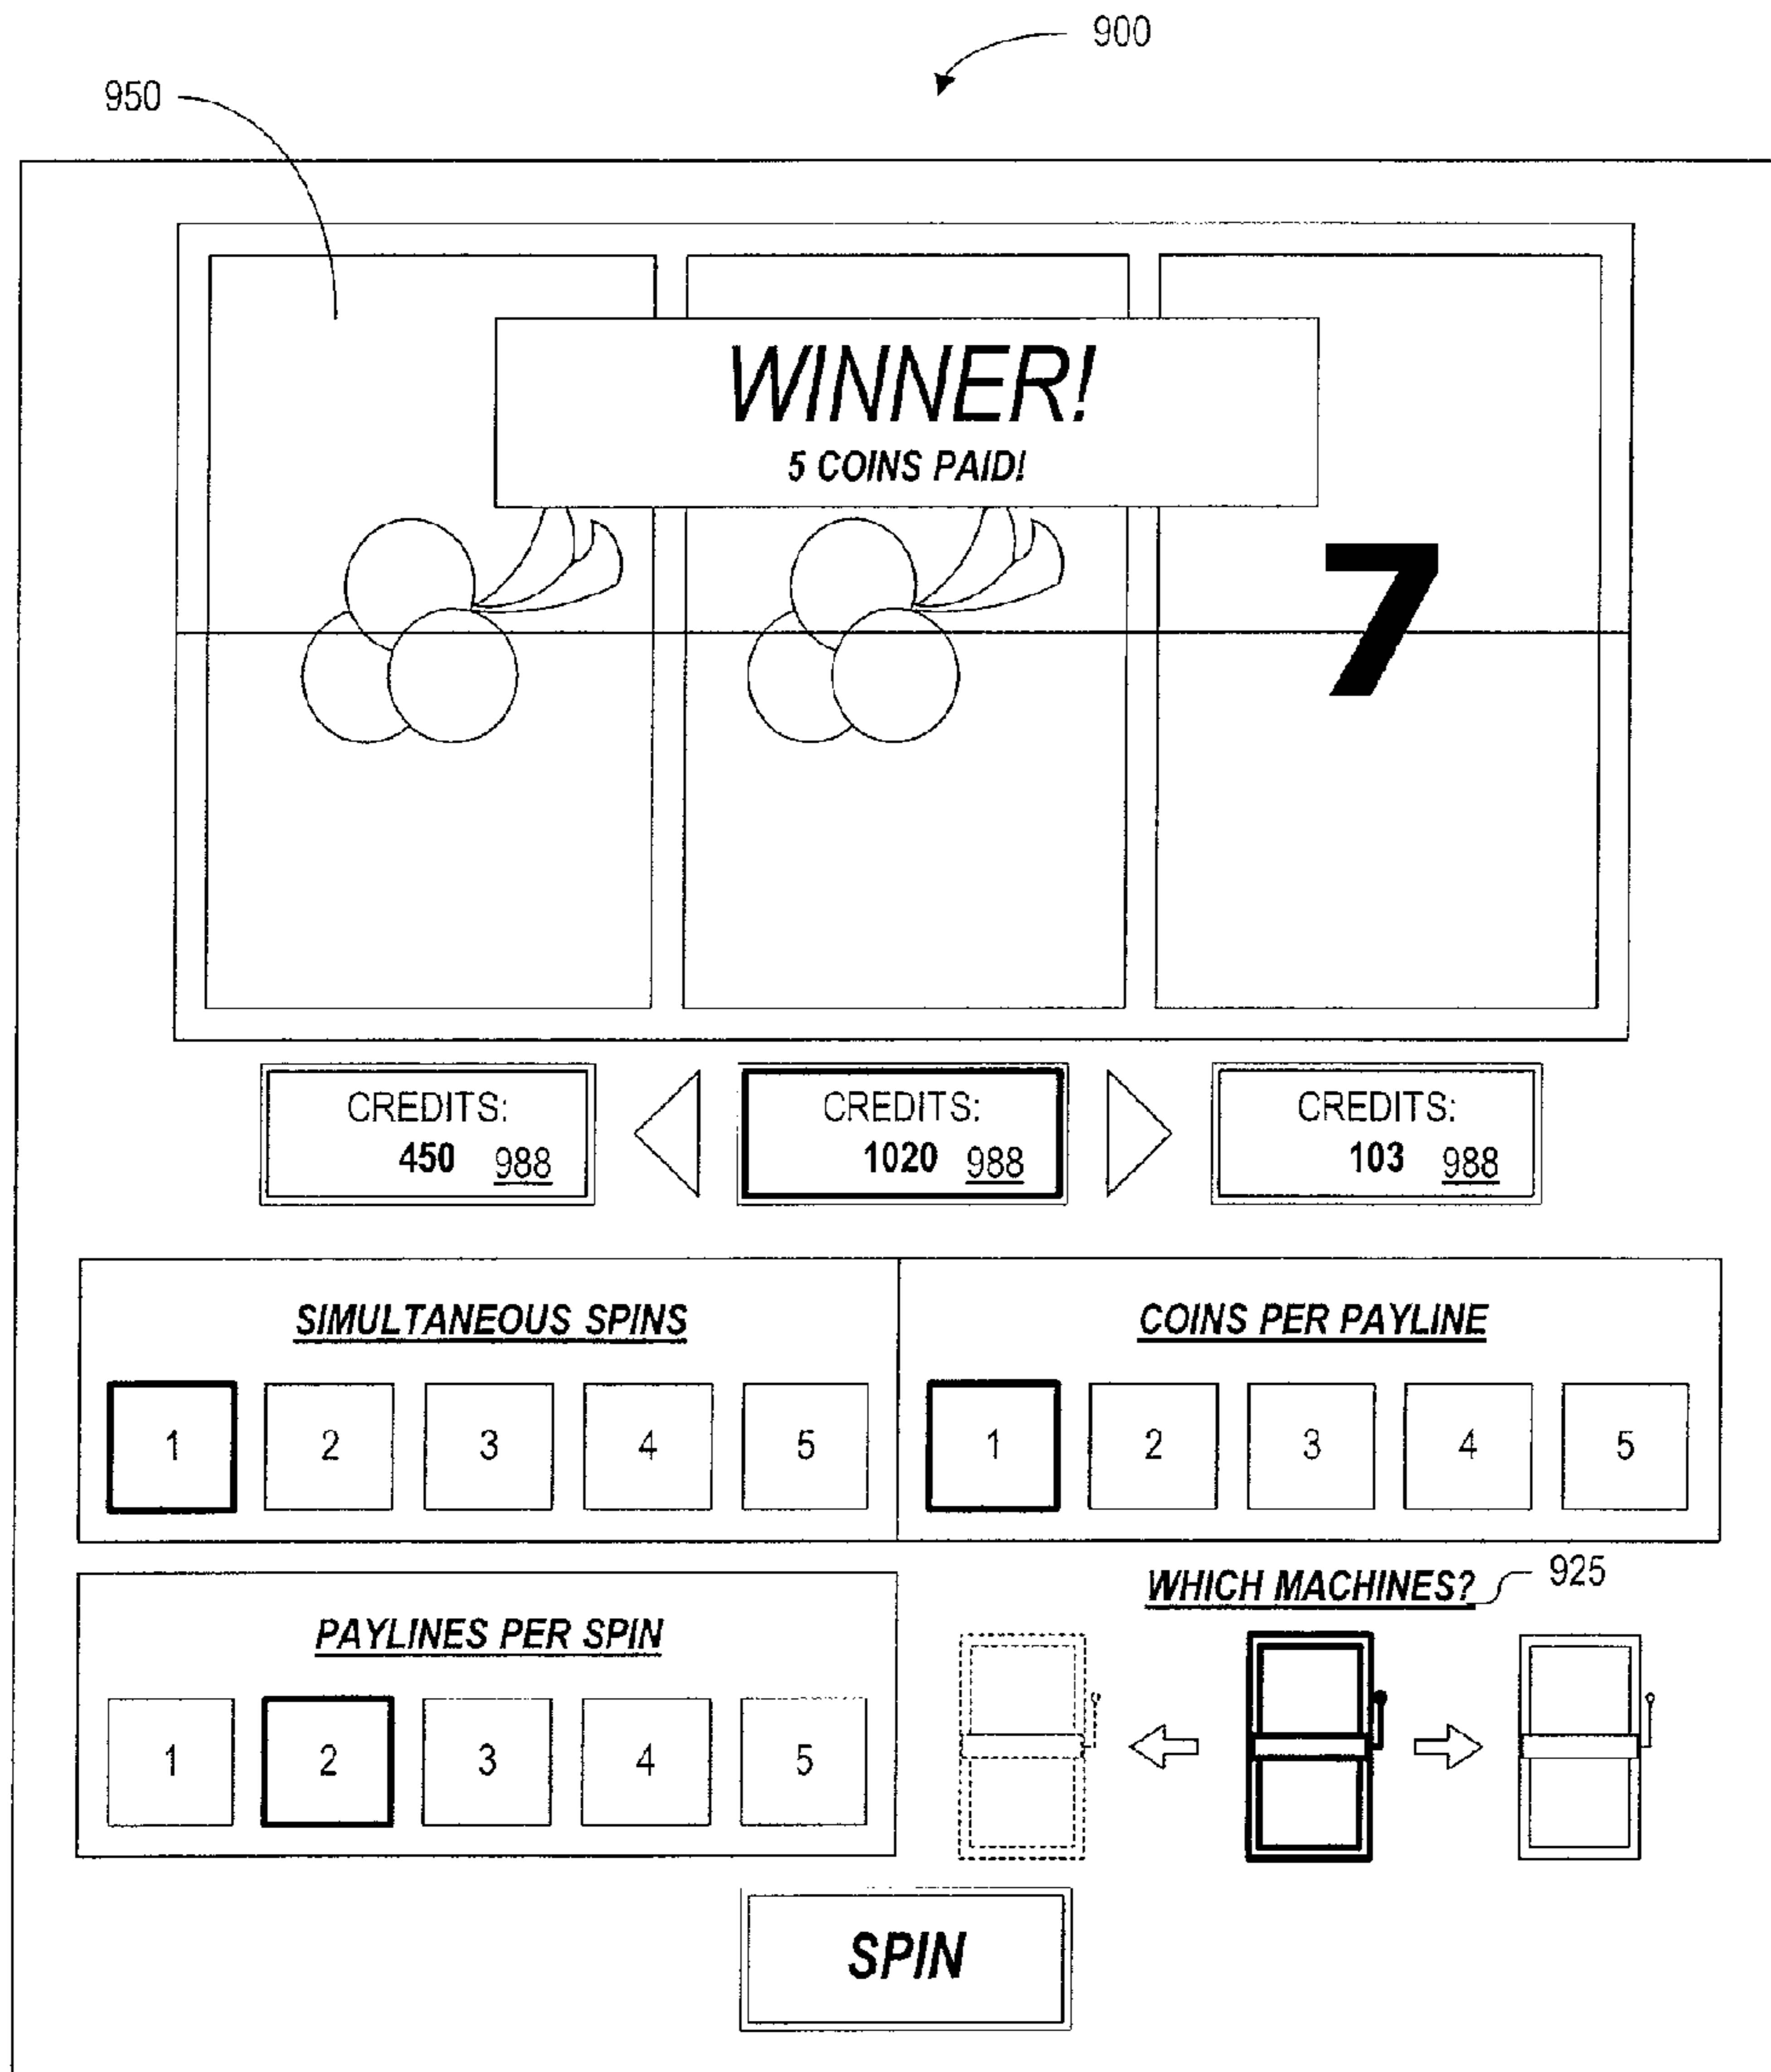 900
950
WINNER!
5 COINS PAID!
7
CREDITS:
450 988
CREDITS:
1020 988
CREDITS:
103 988
SIMULTANEOUS SPINS
1 2 3 4 5
COINS PER PAYLINE
1 2 3 4 5
PAYLINES PER SPIN
1 2 3 4 5
WHICH MACHINES? 925
SPIN